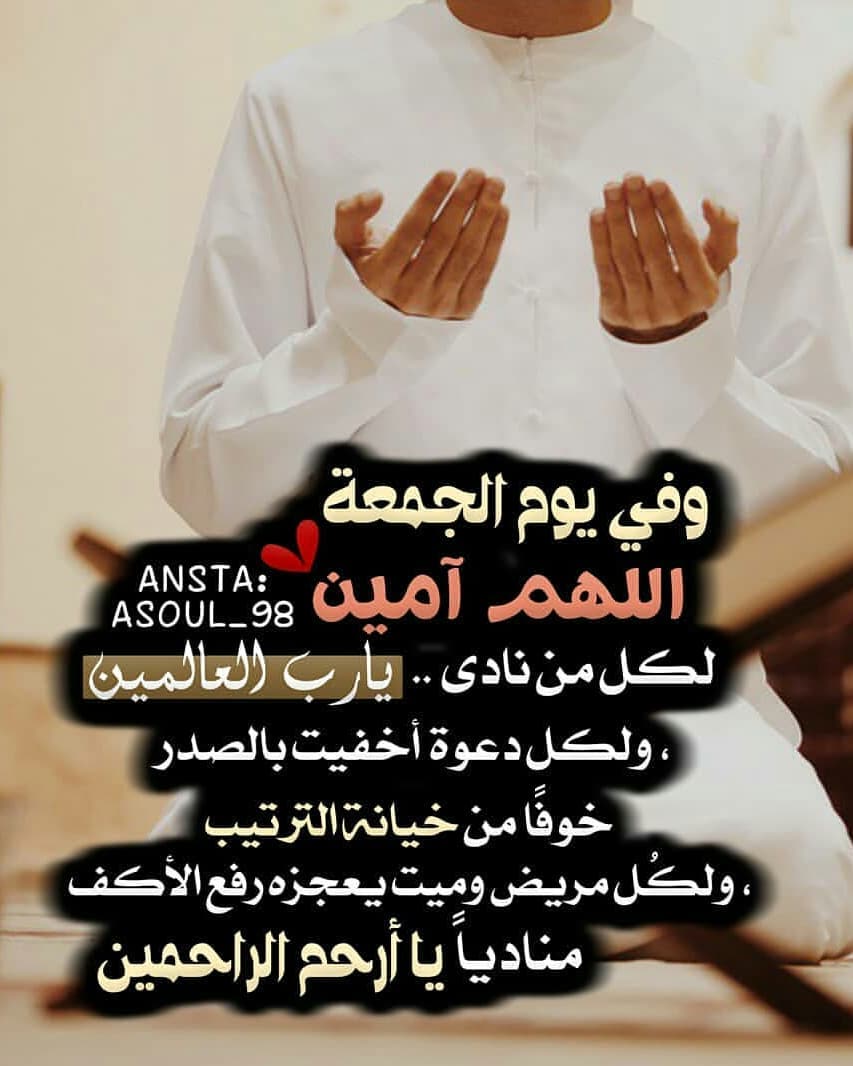 وفي يوم الجمعة
اللهم آمين
ANSTA:
ASOUL_98
لكل من نادى .. يارب العالمين
، ولكل دعوة أخفيت بالصدر
خوفًا من خيانة الترتيب
، ولكُل مريض وميت يعجزه رفع الأكف
منادياً يا أرحم الراحمين